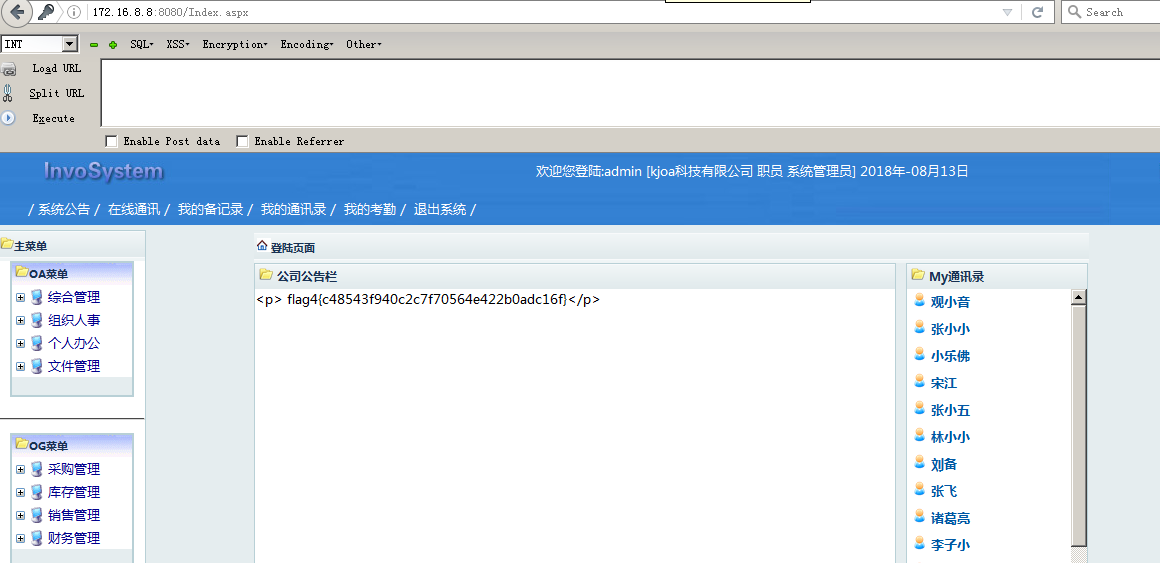 172.16.8.8:8080/Index.aspx
Search
INT
SQL▾ XSS▾ Encryption▾ Encoding▾ Other▾
Load URL
Split URL
Execute
Enable Post data Enable Referrer
InvoSystem
欢迎您登陆:admin [kjoa科技有限公司 职员 系统管理员] 2018年-08月13日
/ 系统公告 / 在线通讯 / 我的备记录 / 我的通讯录 / 我的考勤 / 退出系统 /
主菜单
OA菜单
综合管理
组织人事
个人办公
文件管理
OG菜单
采购管理
库存管理
销售管理
财务管理
登陆页面
公司公告栏
<p> flag4{c48543f940c2c7f70564e422b0adc16f}</p>
My通讯录
观小音
张小小
小乐佛
宋江
张小五
林小小
刘备
张飞
诸葛亮
李子小